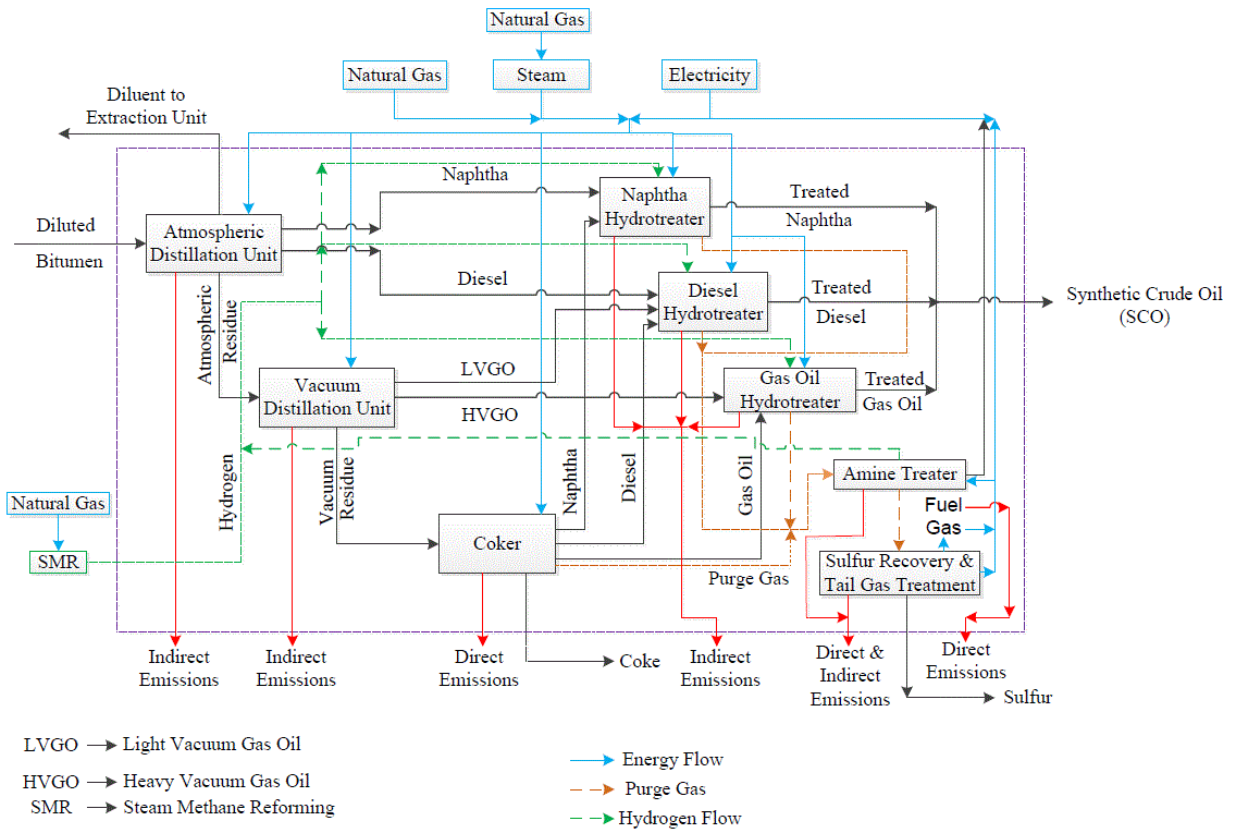 Natural Gas
Natural Gas
Steam
Electricity
Diluent to
Extraction Unit
Naphtha
Naphtha
Hydrotreater
Treated
Naphtha
Diluted
Bitumen
Atmospheric
Distillation Unit
Diesel
Diesel
Hydrotreater
Treated
Diesel
Synthetic Crude Oil
(SCO)
Atmospheric
Residue
LVGO
HVGO
Vacuum
Distillation Unit
Gas Oil
Hydrotreater
Treated
Gas Oil
Hydrogen
Vacuum
Residue
Naphtha
Diesel
Gas Oil
Amine Treater
Natural Gas
SMR
Coker
Purge Gas
Fuel
Gas
Sulfur Recovery &
Tail Gas Treatment
Indirect
Emissions
Indirect
Emissions
Direct
Emissions
Coke
Indirect
Emissions
Direct &
Indirect
Emissions
Direct
Emissions
Sulfur
LVGO Light Vacuum Gas Oil
HVGO Heavy Vacuum Gas Oil
SMR Steam Methane Reforming
Energy Flow
Purge Gas
Hydrogen Flow